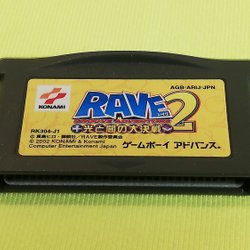 AGB-ARIJ-JPN
KONAMI
RAVE
2
光と闇の大決戦
RK304-J1
© 真島ヒロ・講談社/RAVE製作委員会
© 2002 KONAMI & Konami
Computer Entertainment Japan
ゲームボーイ アドバンス®